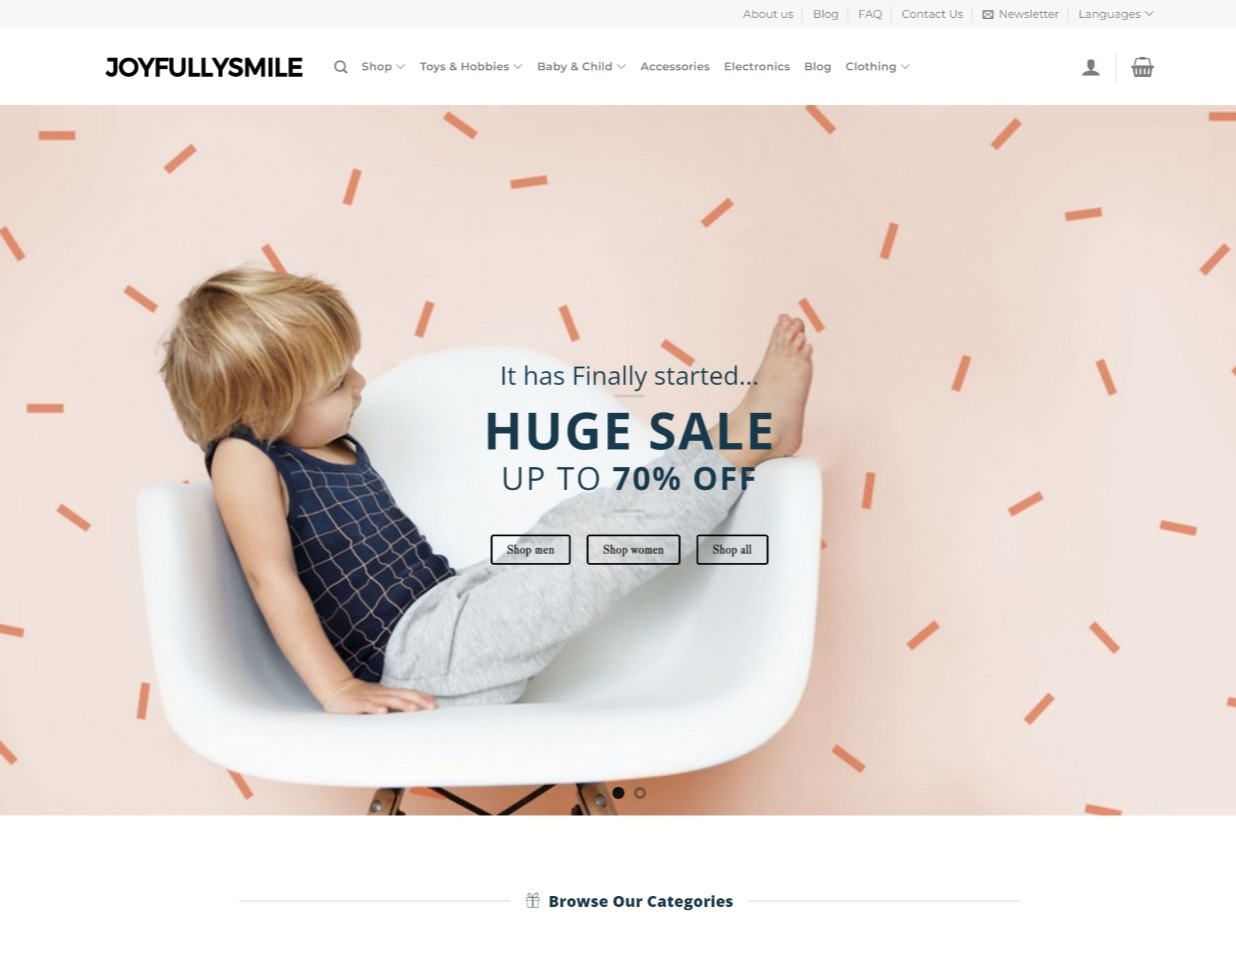 About us Blog FAQ Contact Us Newsletter Languages
JOYFULLYSMILE Shop Toys & Hobbies Baby & Child Accessories Electronics Blog Clothing
It has Finally started...
HUGE SALE
UP TO 70% OFF
Shop men Shop women Shop all
Browse Our Categories